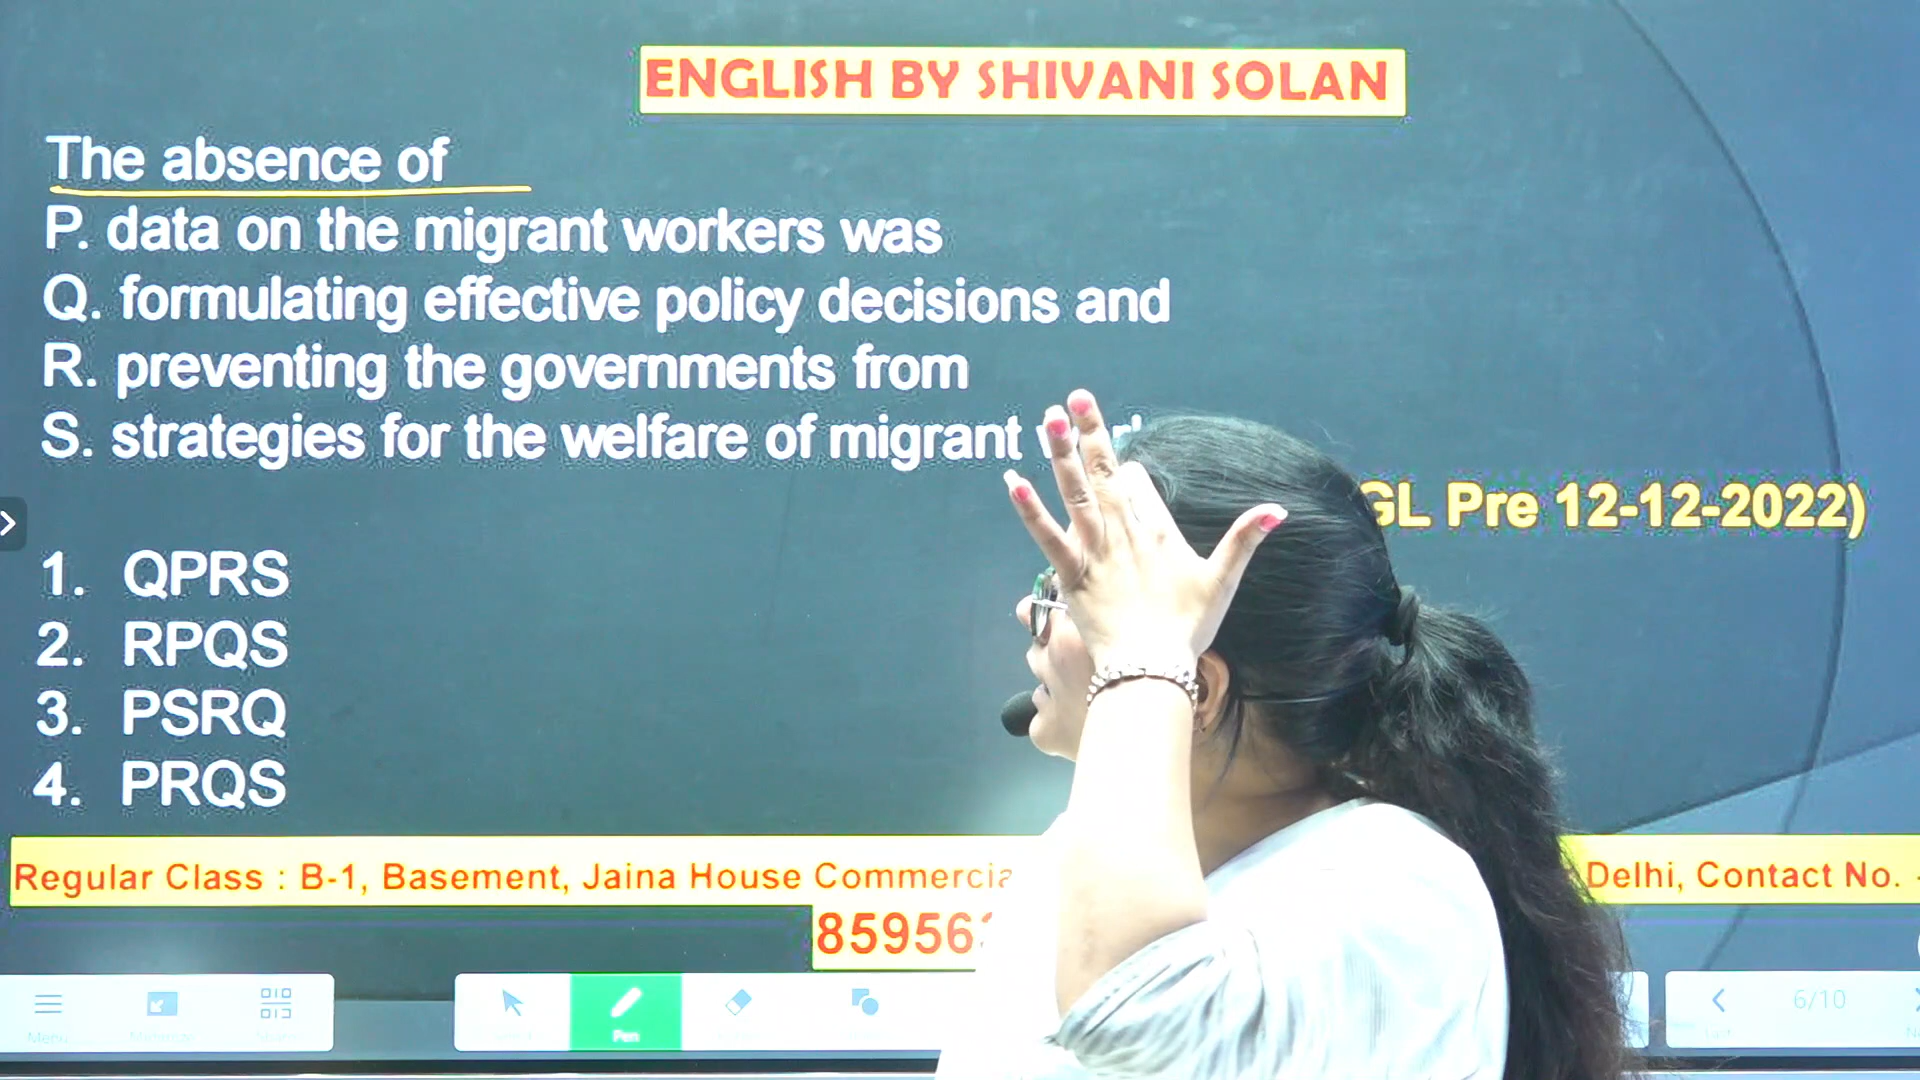 ENGLISH BY SHIVANI SOLAN
The absence of
P. data on the migrant workers was
Q. formulating effective policy decisions and
R. preventing the governments from
S. strategies for the welfare of migrant
GL Pre 12-12-2022)
1. QPRS
2. RPQS
3. PSRQ
4. PRQS
Regular Class : B-1, Basement, Jaina House Delhi, Contact No.
85956
Menu Pen 6/10